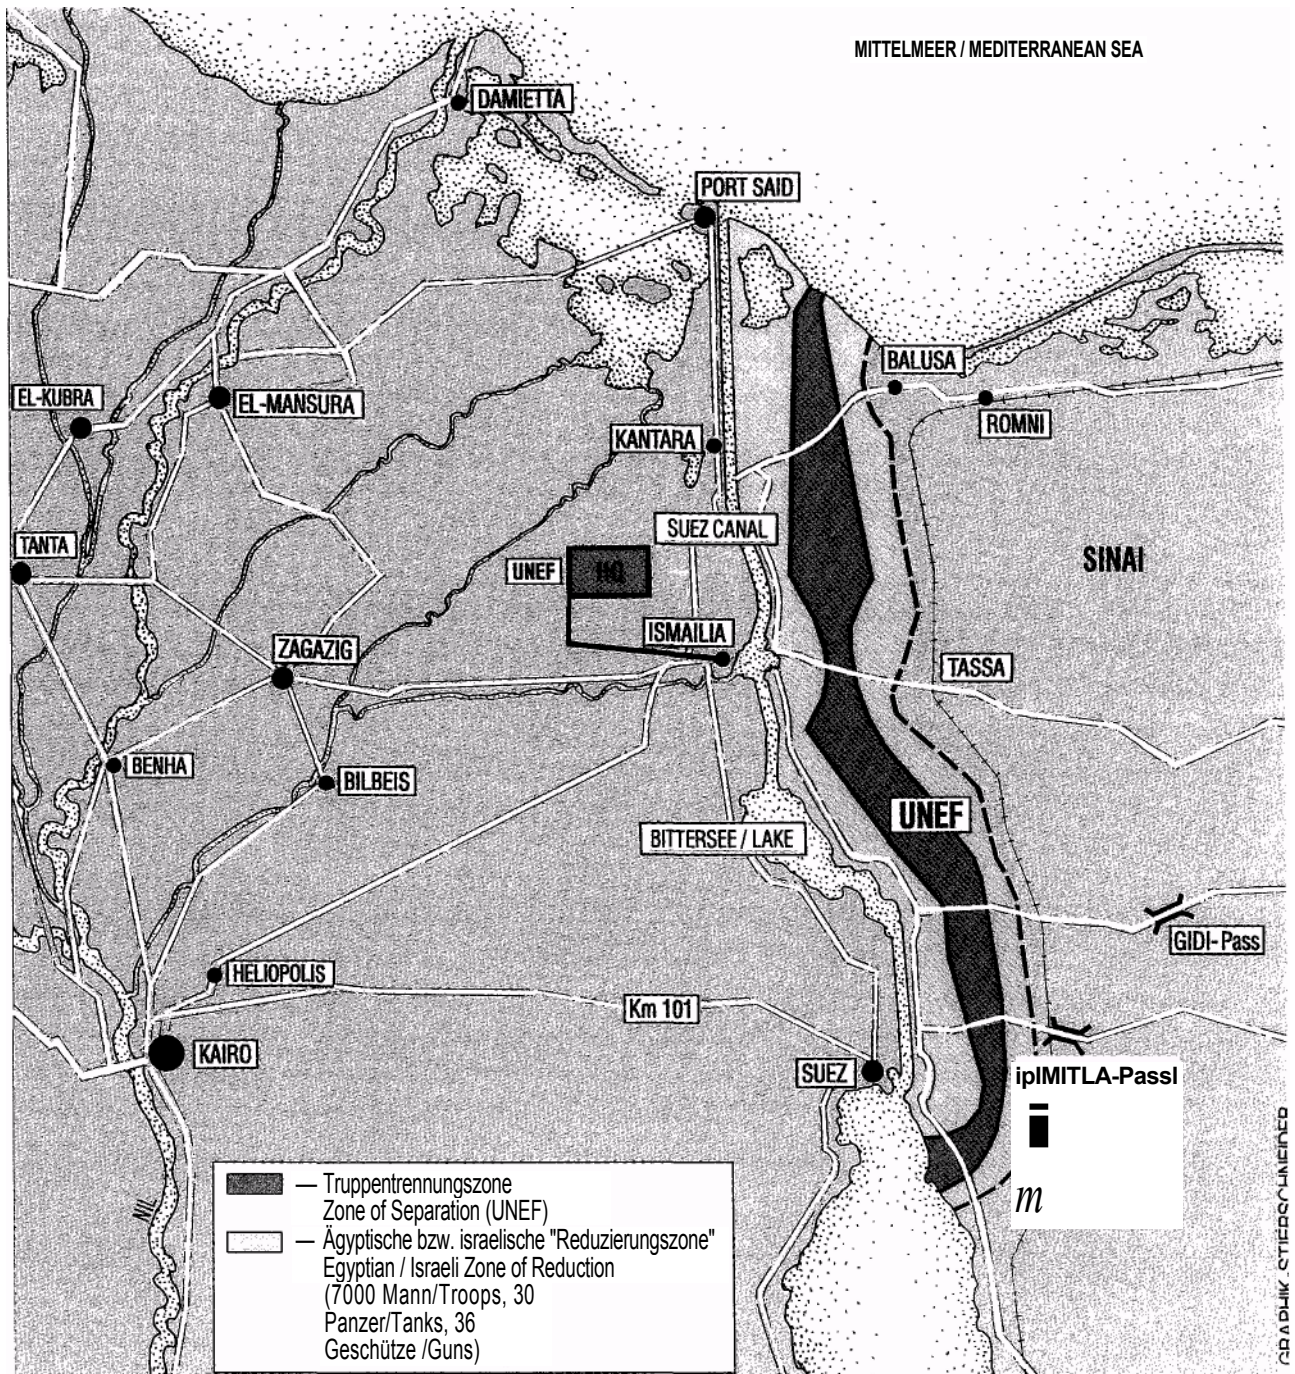 MITTELMEER / MEDITERRANEAN SEA
DAMIETTA
PORT SAID
BALUSA
EL-KUBRA
EL-MANSURA
ROMNI
KANTARA
SUEZ CANAL
TANTA
UNEF
HQ
SINAI
ISMAILIA
ZAGAZIG
TASSA
BENHA
BILBEIS
UNEF
BITTERSEE / LAKE
GIDI-Pass
HELIOPOLIS
Km 101
KAIRO
SUEZ
ipIMITLA-PassI
m
NIL
— Truppentrennungszone
Zone of Separation (UNEF)
— Ägyptische bzw. israelische "Reduzierungszone"
Egyptian / Israeli Zone of Reduction
(7000 Mann/Troops, 30
Panzer/Tanks, 36
Geschütze /Guns)
GRAPHIK: STIERSCHNEIDER